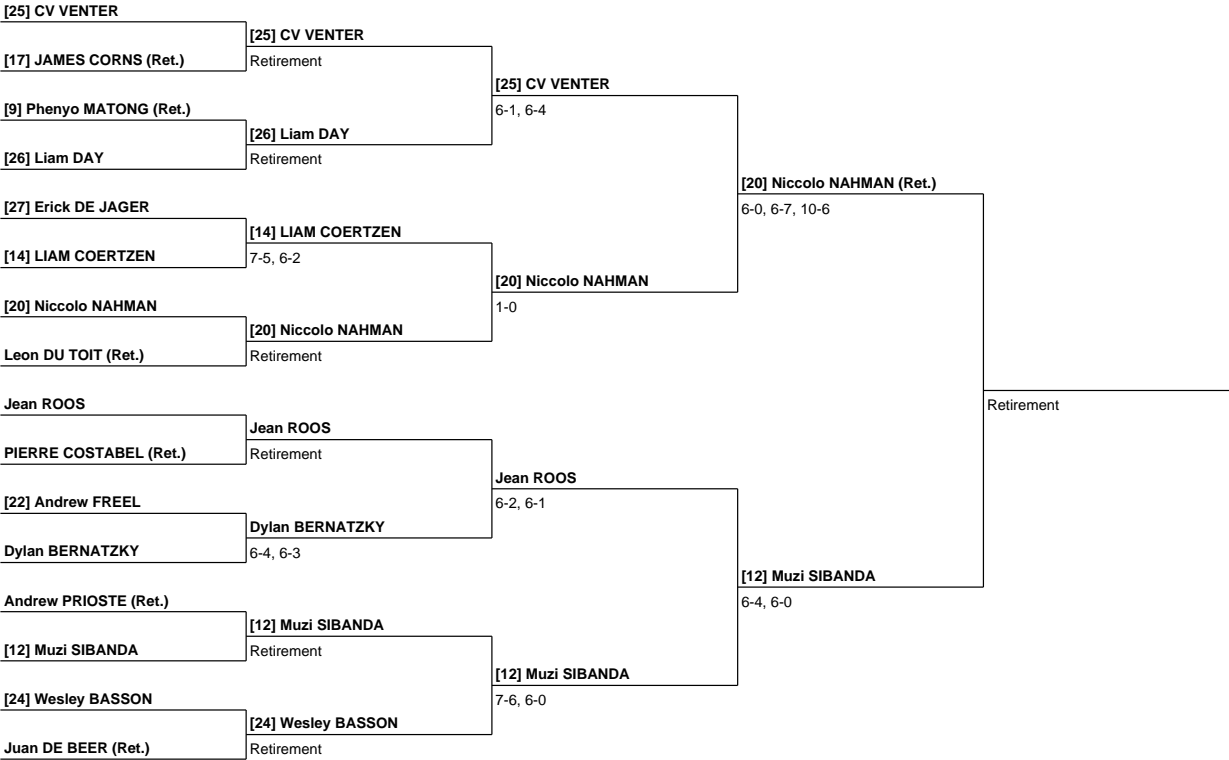 [25] CV VENTER
[25] CV VENTER
[17] JAMES CORNS (Ret.)
Retirement
[25] CV VENTER
6-1, 6-4
[9] Phenyo MATONG (Ret.)
[26] Liam DAY
[26] Liam DAY
Retirement
[20] Niccolo NAHMAN (Ret.)
6-0, 6-7, 10-6
[27] Erick DE JAGER
[14] LIAM COERTZEN
[14] LIAM COERTZEN
7-5, 6-2
[20] Niccolo NAHMAN
1-0
[20] Niccolo NAHMAN
[20] Niccolo NAHMAN
Leon DU TOIT (Ret.)
Retirement
Jean ROOS
Retirement
Jean ROOS
PIERRE COSTABEL (Ret.)
Retirement
Jean ROOS
6-2, 6-1
[22] Andrew FREEL
Dylan BERNATZKY
Dylan BERNATZKY
6-4, 6-3
[12] Muzi SIBANDA
6-4, 6-0
Andrew PRIOSTE (Ret.)
[12] Muzi SIBANDA
[12] Muzi SIBANDA
Retirement
[12] Muzi SIBANDA
7-6, 6-0
[24] Wesley BASSON
[24] Wesley BASSON
Juan DE BEER (Ret.)
Retirement